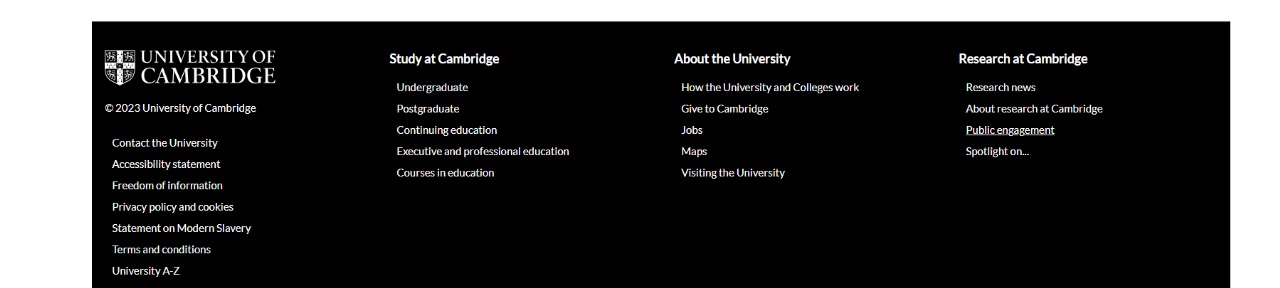 UNIVERSITY OF
CAMBRIDGE
© 2023 University of Cambridge
Contact the University
Accessibility statement
Freedom of information
Privacy policy and cookies
Statement on Modern Slavery
Terms and conditions
University A-Z
Study at Cambridge
Undergraduate
Postgraduate
Continuing education
Executive and professional education
Courses in education
About the University
How the University and Colleges work
Give to Cambridge
Jobs
Maps
Visiting the University
Research at Cambridge
Research news
About research at Cambridge
Public engagement
Spotlight on...